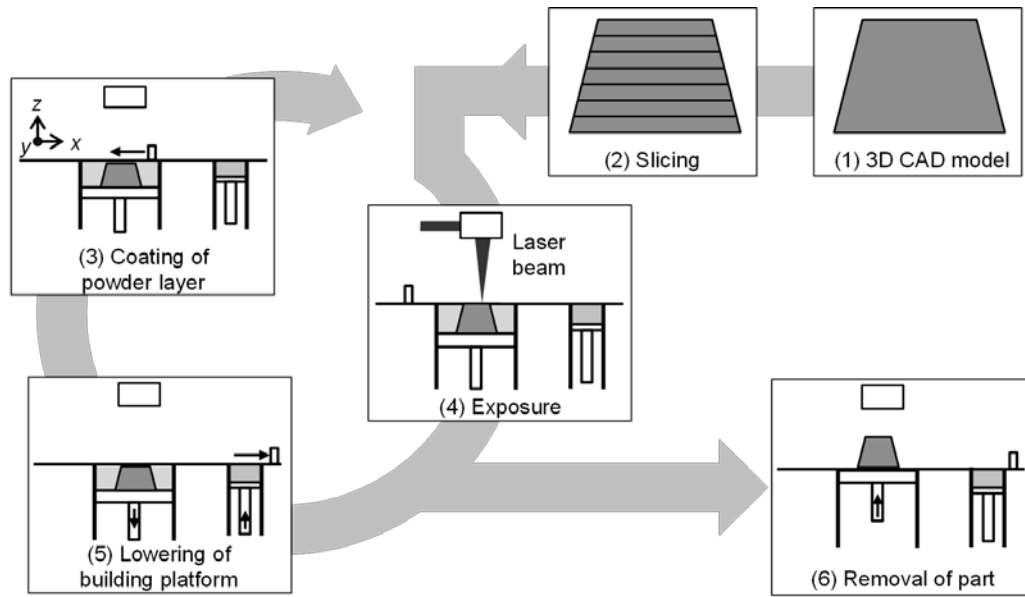 (1) 3D CAD model
(2) Slicing
z
y
x
(3) Coating of
powder layer
Laser
beam
(4) Exposure
(5) Lowering of
building platform
(6) Removal of part